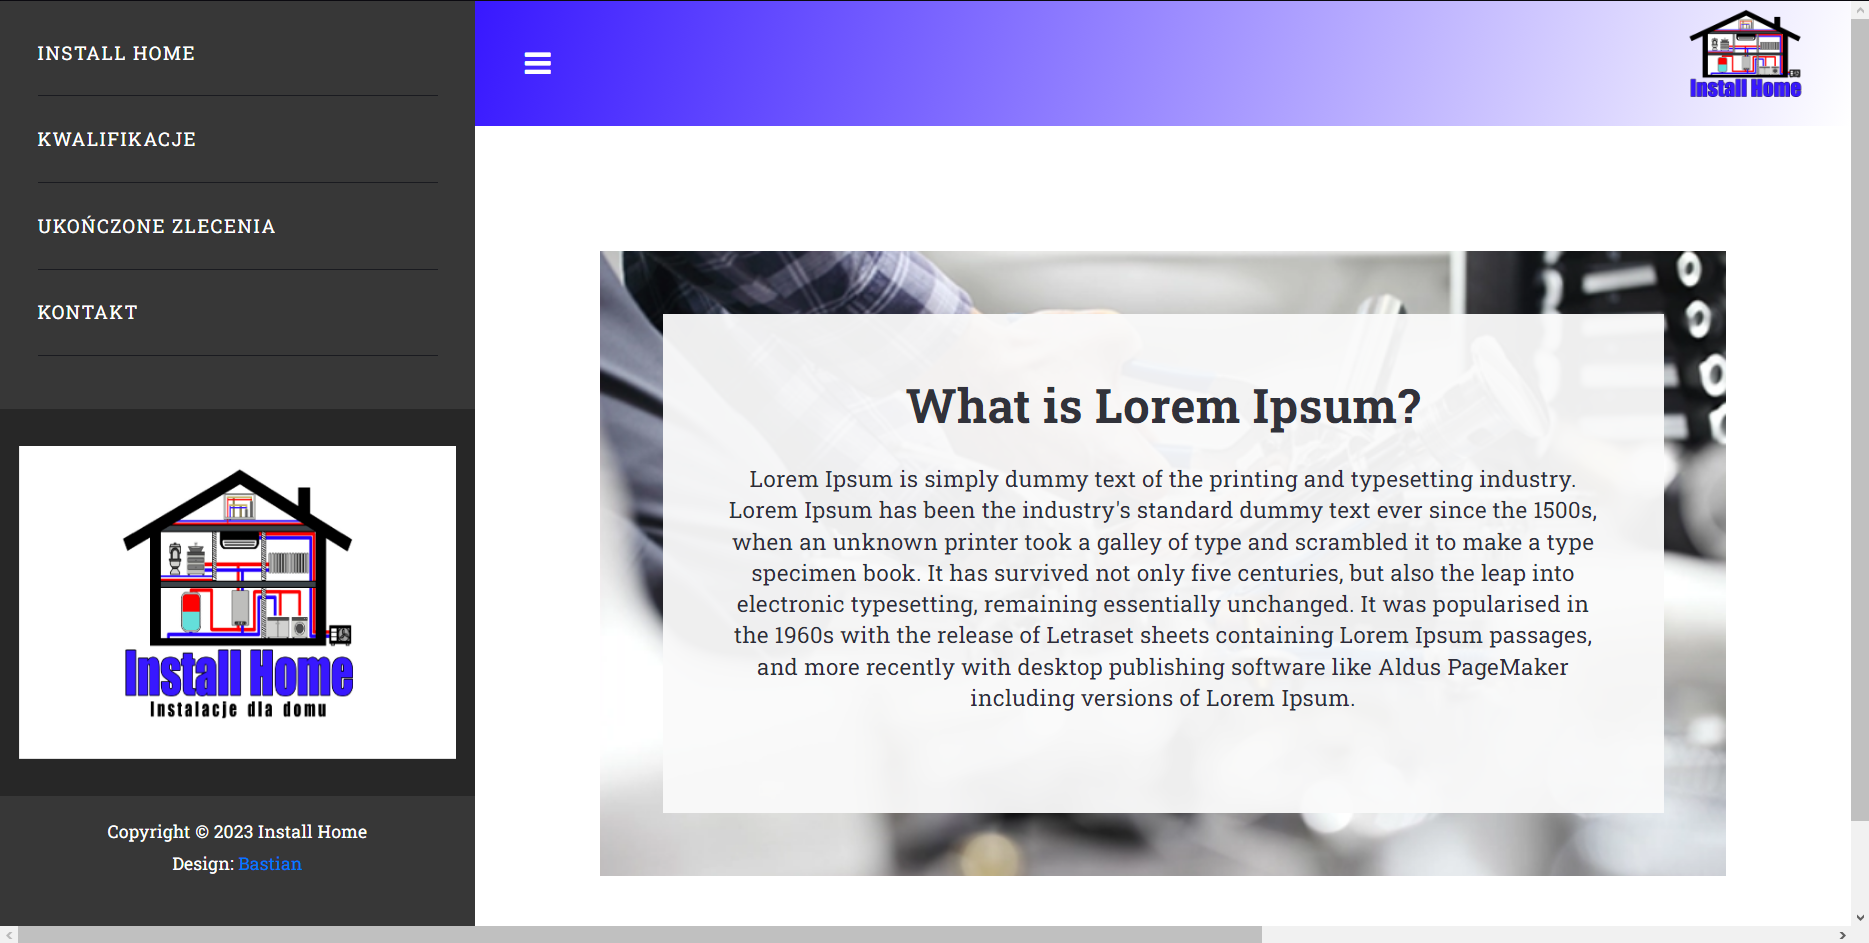 INSTALL HOME
KWALIFIKACJE
UKOŃCZONE ZLECENIA
KONTAKT
Install Home
Instalacje dla domu
Copyright © 2023 Install Home
Design: Bastian
Install Home
What is Lorem Ipsum?
Lorem Ipsum is simply dummy text of the printing and typesetting industry.
Lorem Ipsum has been the industry's standard dummy text ever since the 1500s,
when an unknown printer took a galley of type and scrambled it to make a type
specimen book. It has survived not only five centuries, but also the leap into
electronic typesetting, remaining essentially unchanged. It was popularised in
the 1960s with the release of Letraset sheets containing Lorem Ipsum passages,
and more recently with desktop publishing software like Aldus PageMaker
including versions of Lorem Ipsum.